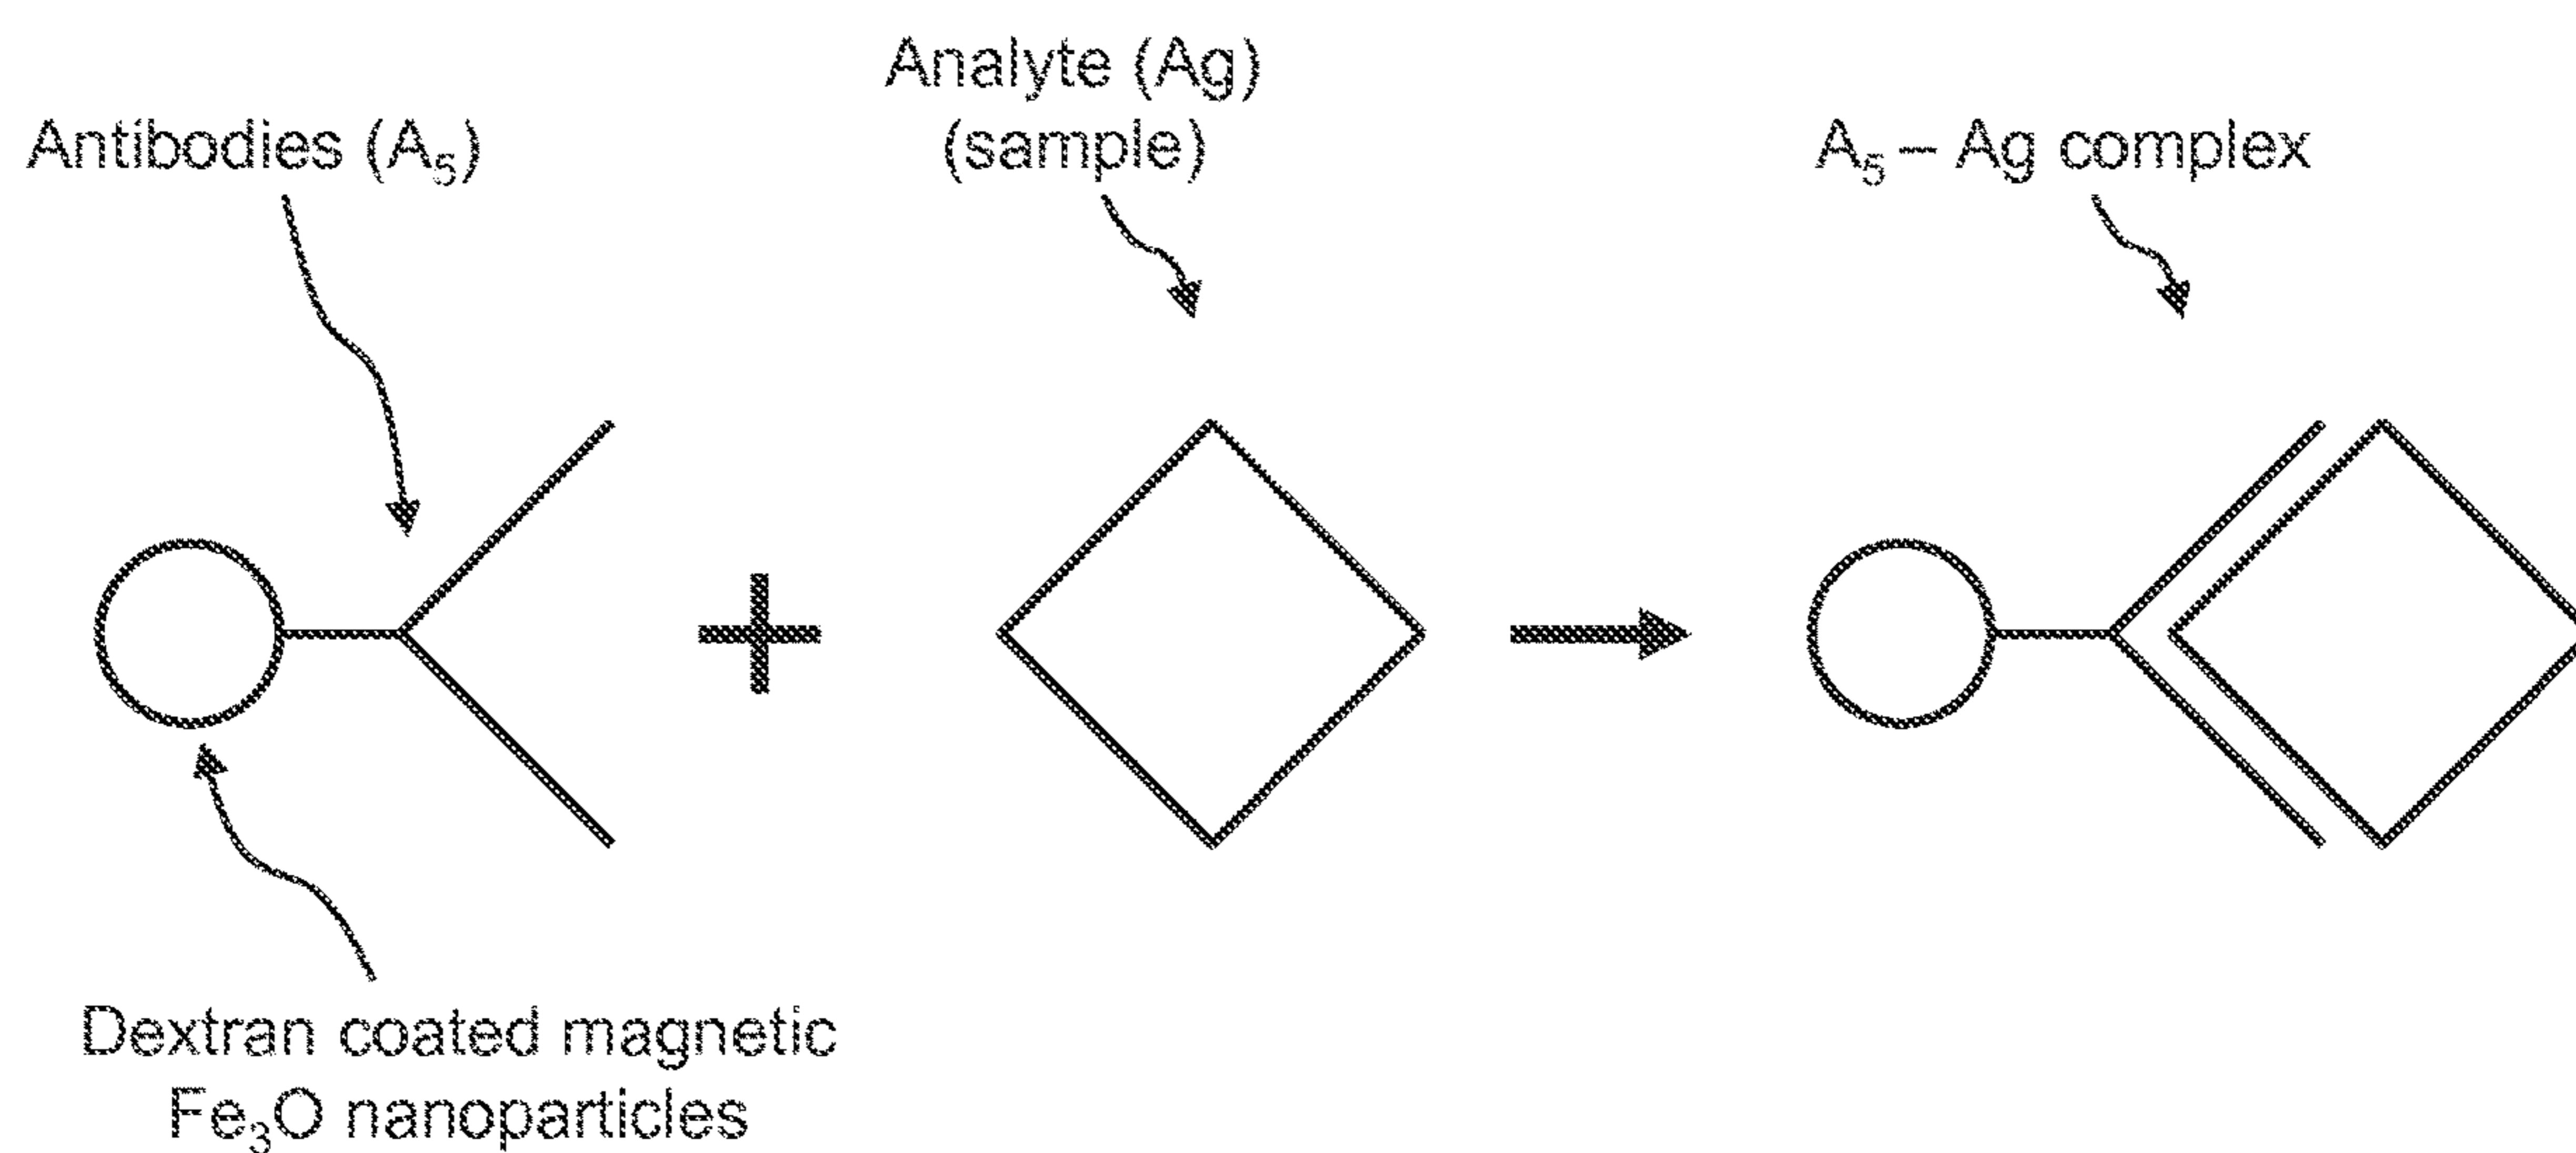 Antibodies (A₅)
Analyte (Ag)
(sample)
A₅ – Ag complex
Dextran coated magnetic
Fe₃O nanoparticles